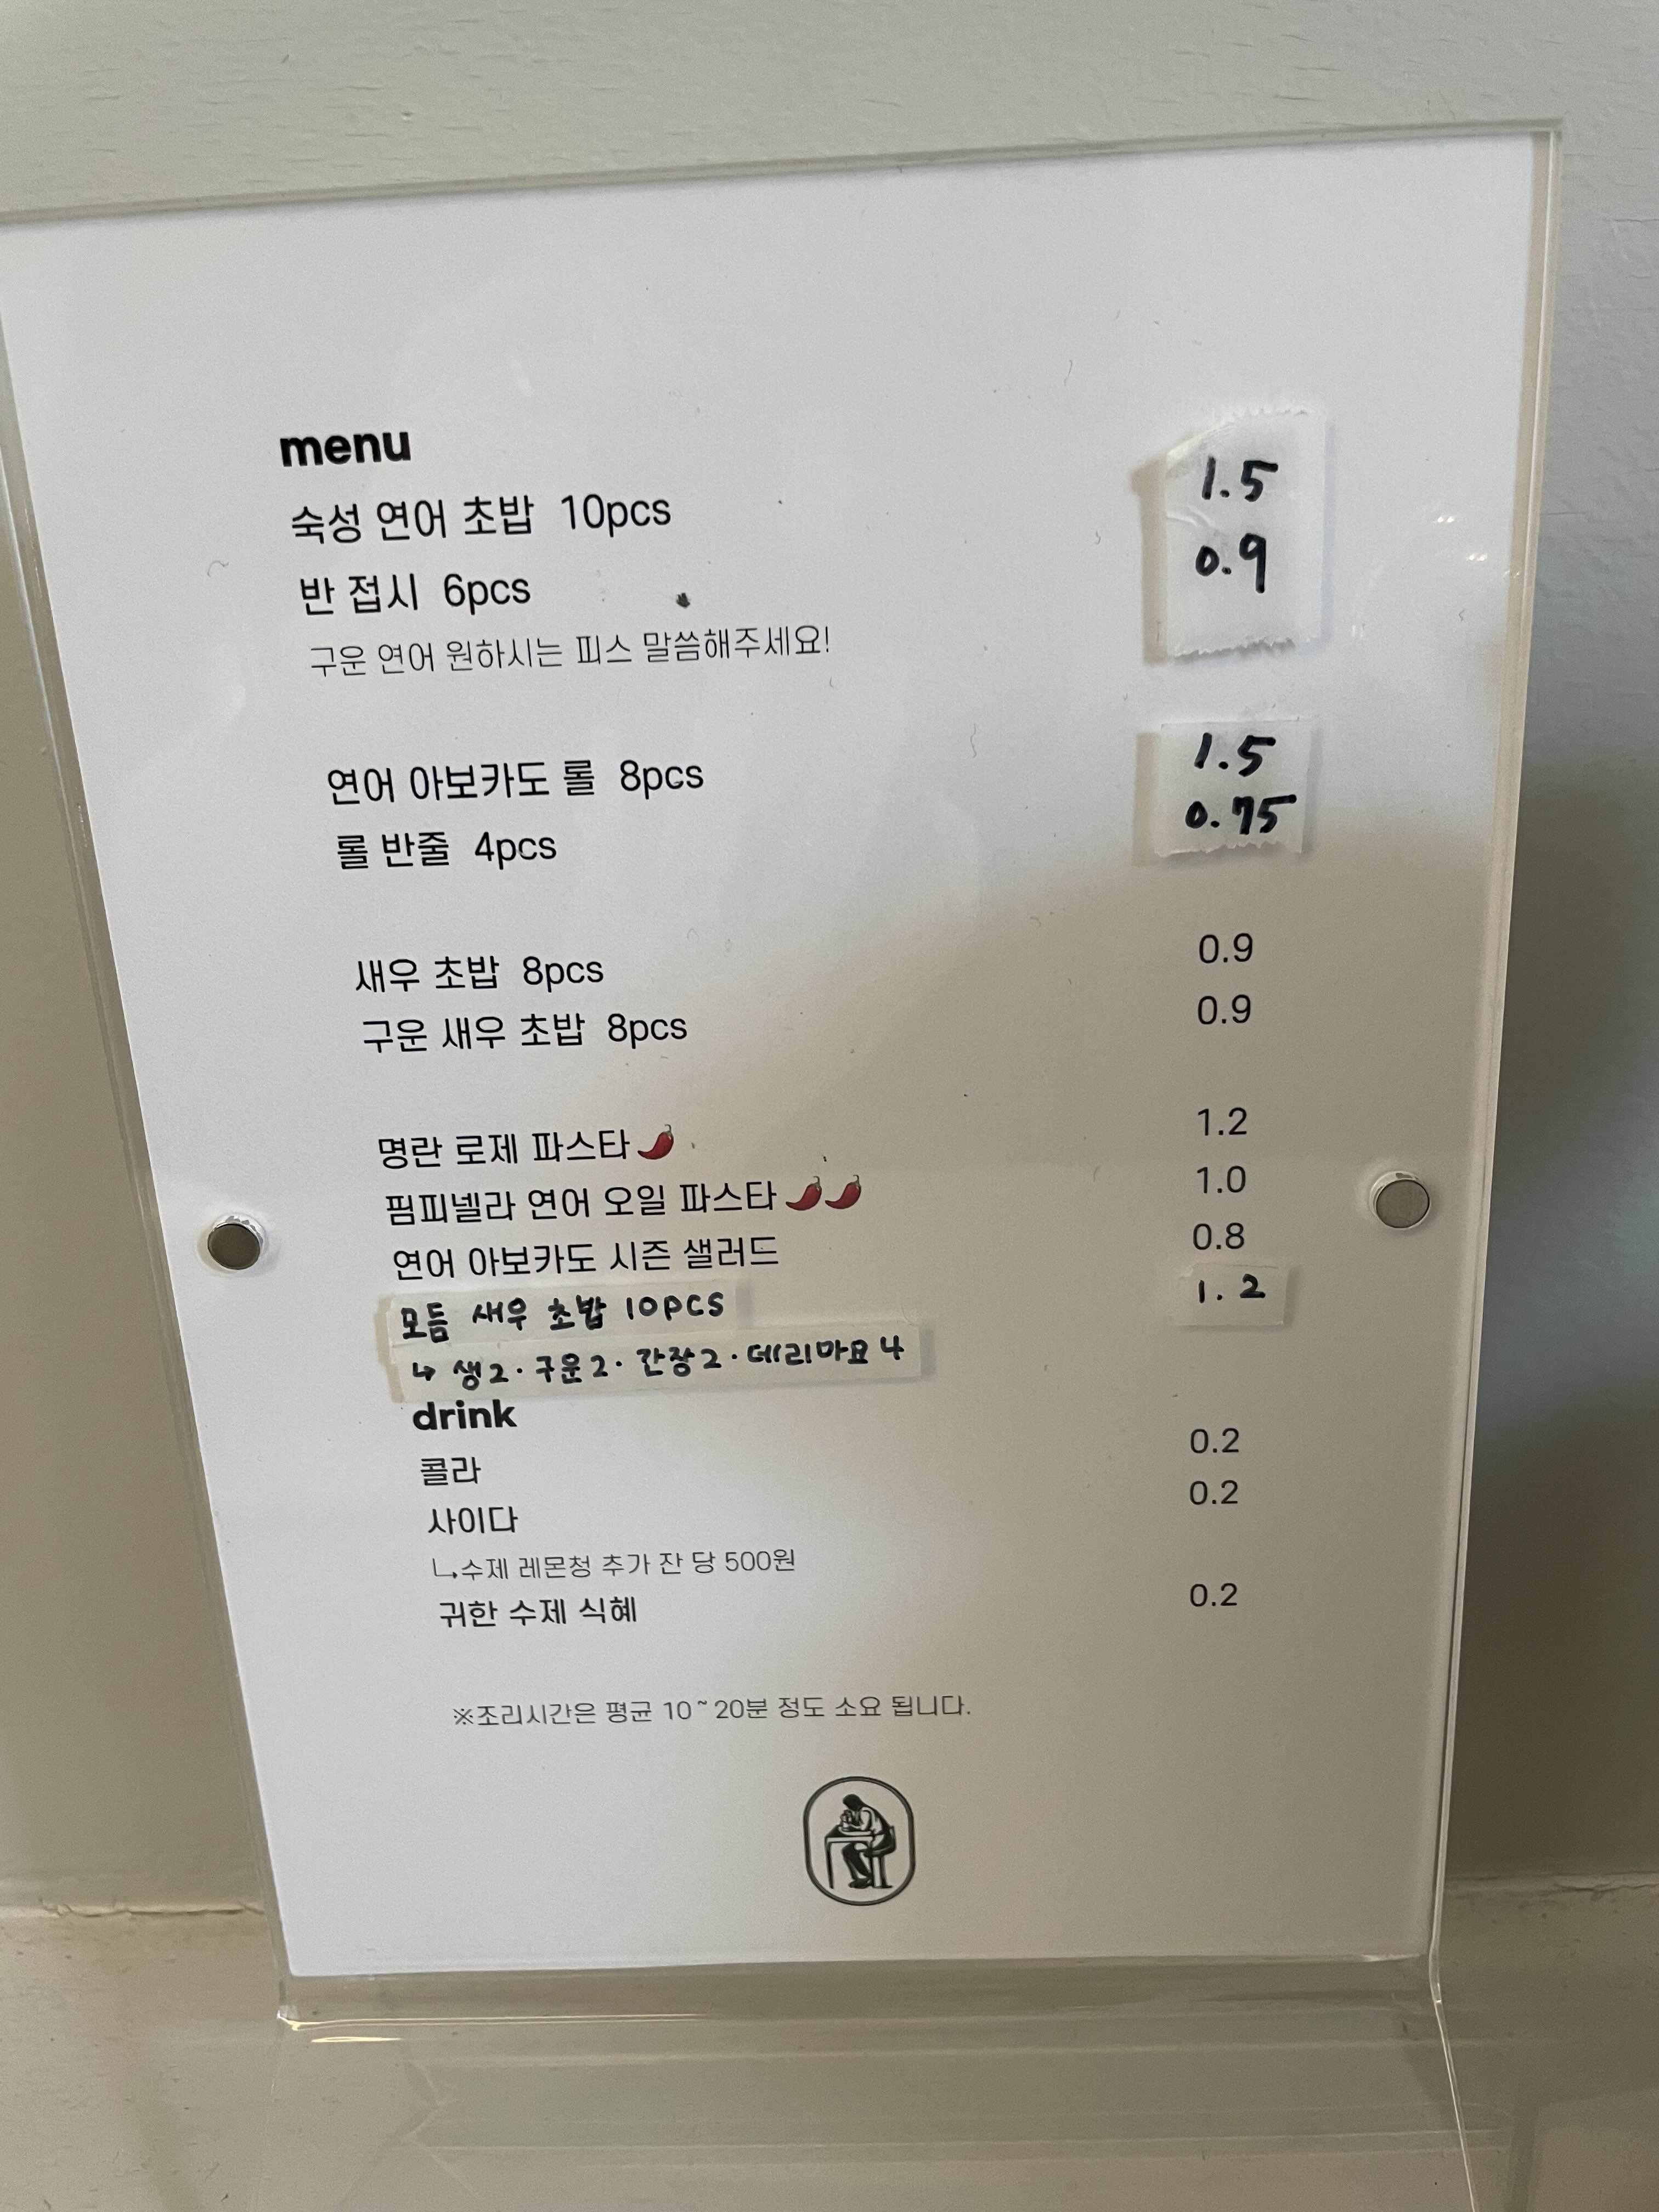 menu
숙성 연어 초밥 10pcs 1.5
반 접시 6pcs 0.9
구운 연어 원하시는 피스 말씀해주세요!
연어 아보카도 롤 8pcs 1.5
롤 반줄 4pcs 0.75
새우 초밥 8pcs 0.9
구운 새우 초밥 8pcs 0.9
명란 로제 파스타🌶️ 1.2
핌피넬라 연어 오일 파스타🌶️🌶️ 1.0
연어 아보카도 시즌 샐러드 0.8
모듬 새우 초밥 10PCS 1.2
↳ 생2·구운2·간장2·데리마요4
drink
콜라 0.2
사이다 0.2
↳수제 레몬청 추가 잔 당 500원
귀한 수제 식혜 0.2
※조리시간은 평균 10~20분 정도 소요 됩니다.